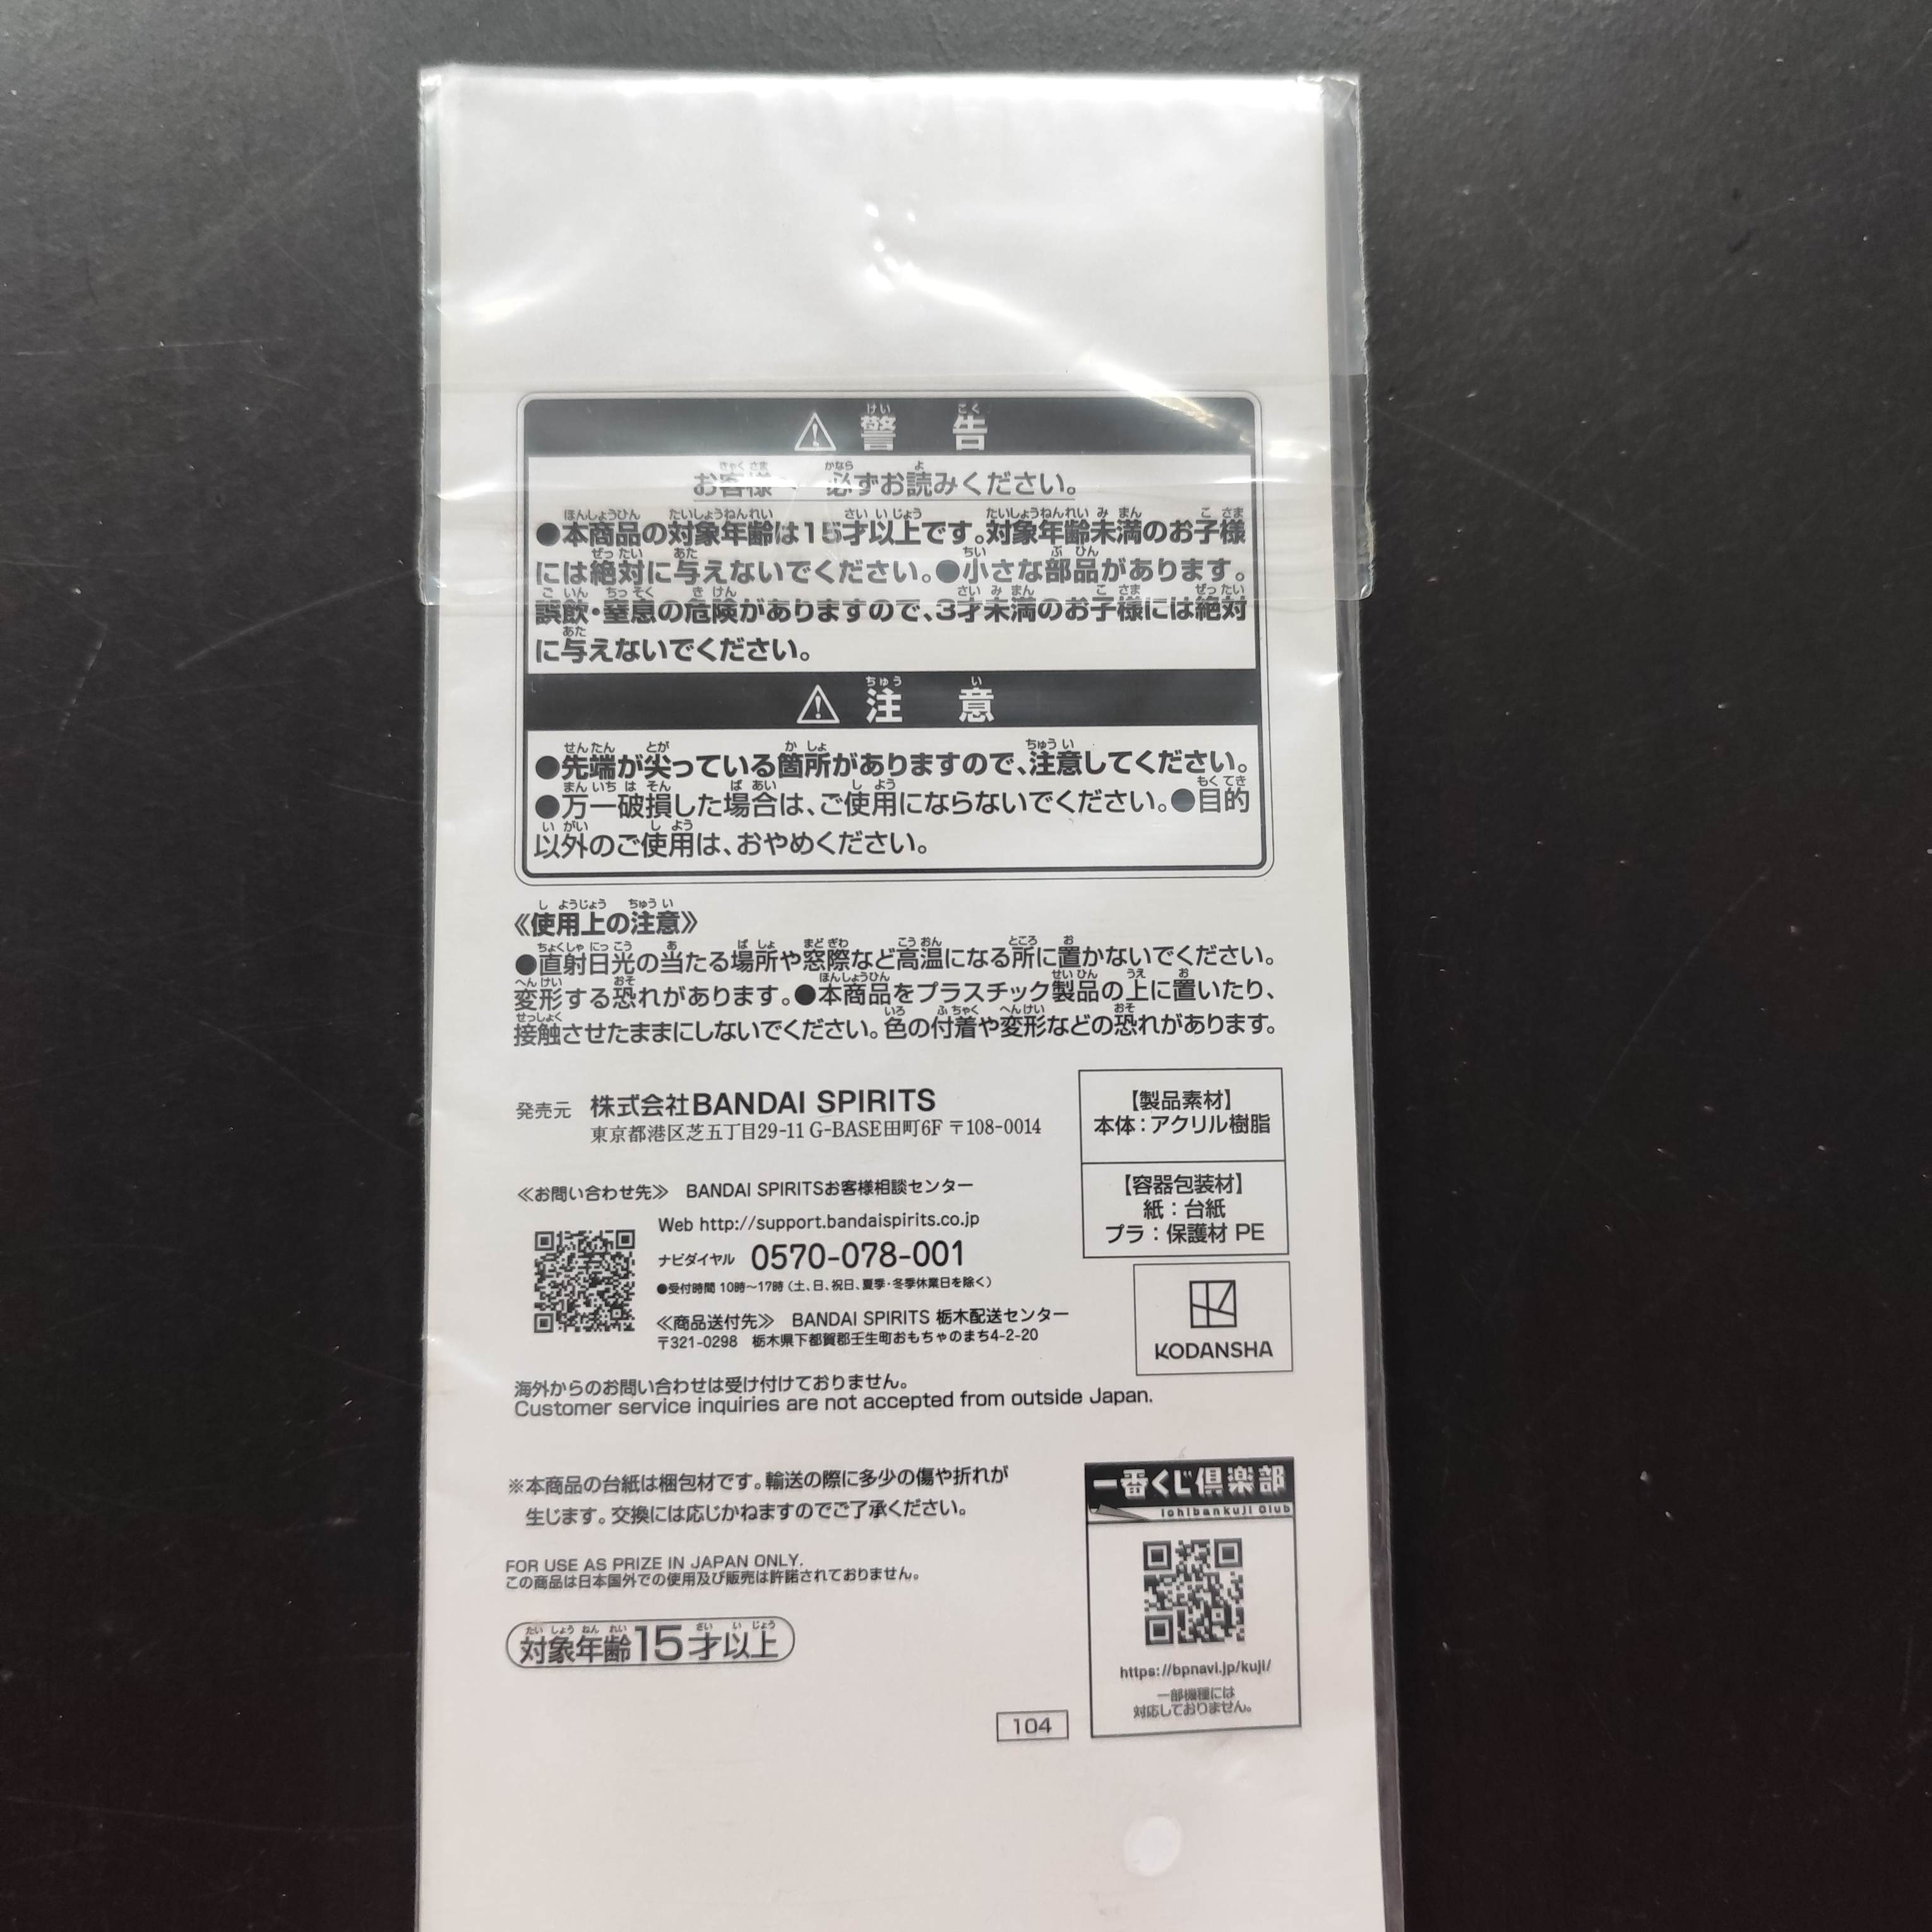 ⚠ 警告
お客様へ 必ずお読みください。
●本商品の対象年齢は15才以上です。対象年齢未満のお子様
には絶対に与えないでください。●小さな部品があります。
誤飲・窒息の危険がありますので、3才未満のお子様には絶対
に与えないでください。
⚠ 注意
●先端が尖っている箇所がありますので、注意してください。
●万一破損した場合は、ご使用にならないでください。●目的
以外のご使用は、おやめください。
《使用上の注意》
●直射日光の当たる場所や窓際など高温になる所に置かないでください。
変形する恐れがあります。●本商品をプラスチック製品の上に置いたり、
接触させたままにしないでください。色の付着や変形などの恐れがあります。
発売元 株式会社BANDAI SPIRITS
東京都港区芝五丁目29-11 G-BASE田町6F 〒108-0014
【製品素材】
本体：アクリル樹脂
【容器包装材】
紙：台紙
プラ：保護材 PE
≪お問い合わせ先≫ BANDAI SPIRITSお客様相談センター
Web http://support.bandaispirits.co.jp
ナビダイヤル 0570-078-001
●受付時間 10時〜17時（土、日、祝日、夏季・冬季休業日を除く）
≪商品送付先≫ BANDAI SPIRITS 栃木配送センター
〒321-0298 栃木県下都賀郡壬生町おもちゃのまち4-2-20
KODANSHA
海外からのお問い合わせは受け付けておりません。
Customer service inquiries are not accepted from outside Japan.
※本商品の台紙は梱包材です。輸送の際に多少の傷や折れが
生じます。交換には応じかねますのでご了承ください。
FOR USE AS PRIZE IN JAPAN ONLY.
この商品は日本国外での使用及び販売は許諾されておりません。
対象年齢15才以上
一番くじ倶楽部
Ichibankuji Club
https://bpnavi.jp/kuji/
一部機種には
対応しておりません。
104